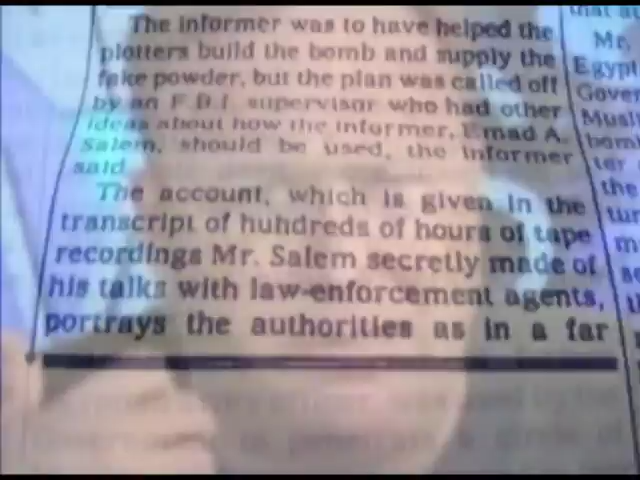 The informer was to have helped the
plotters build the bomb and supply the
fake powder, but the plan was called off
by an F.B.I. supervisor who had other
ideas about how the informer, Emad A.
Salem, should be used, the informer
said.
The account, which is given in the
transcript of hundreds of hours of tape
recordings Mr. Salem secretly made of
his talks with law-enforcement agents,
portrays the authorities as in a far
that
Mr.
Egypt
Gover
Musli
bomb
ter
the
tur
m